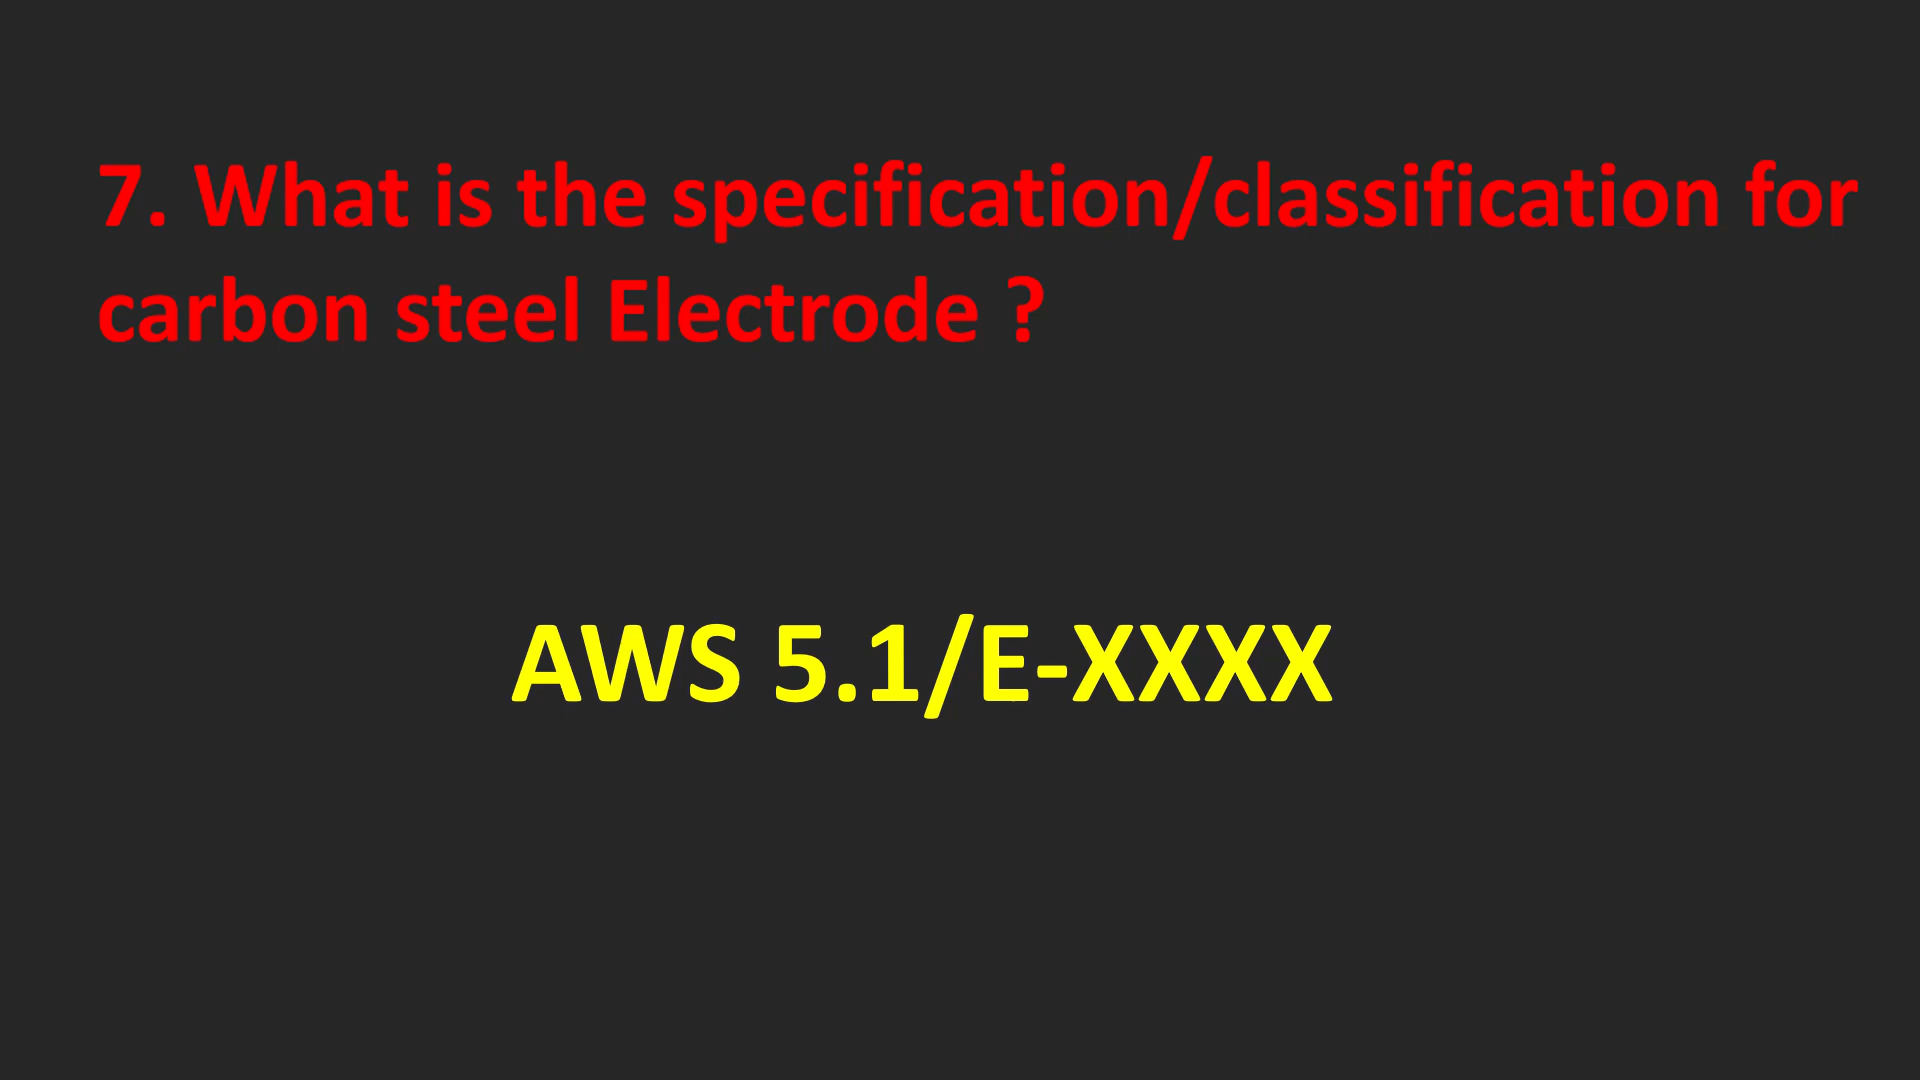 7. What is the specification/classification for
carbon steel Electrode ?
AWS 5.1/E-XXXX